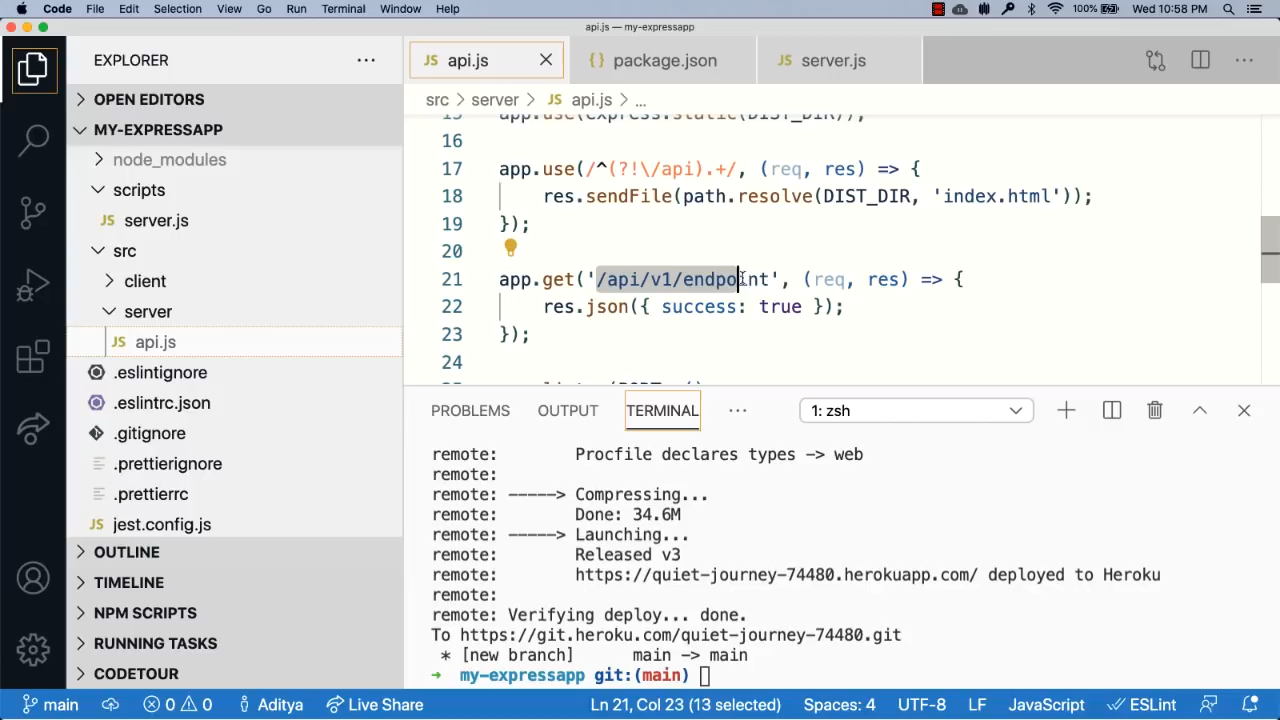 Code File Edit Selection View Go Run Terminal Window Help 100% Wed 10:58 PM
api.js — my-expressapp
EXPLORER
OPEN EDITORS
MY-EXPRESSAPP
node_modules
scripts
JS server.js
src
client
server
JS api.js
.eslintignore
.eslintrc.json
.gitignore
.prettierignore
.prettierrc
JS jest.config.js
OUTLINE
TIMELINE
NPM SCRIPTS
RUNNING TASKS
CODETOUR
JS api.js {} package.json JS server.js
src > server > JS api.js > ...
15 app.use(express.static(DIST_DIR));
16
17 app.use(/^(?!\/api).+/, (req, res) => {
18 res.sendFile(path.resolve(DIST_DIR, 'index.html'));
19 });
20
21 app.get('/api/v1/endpoint', (req, res) => {
22 res.json({ success: true });
23 });
24
PROBLEMS OUTPUT TERMINAL ... 1: zsh
remote: Procfile declares types -> web
remote:
remote: -----> Compressing...
remote: Done: 34.6M
remote: -----> Launching...
remote: Released v3
remote: https://quiet-journey-74480.herokuapp.com/ deployed to Heroku
remote:
remote: Verifying deploy... done.
To https://git.heroku.com/quiet-journey-74480.git
* [new branch] main -> main
→ my-expressapp git:(main)
main 0 0 Aditya Live Share Ln 21, Col 23 (13 selected) Spaces: 4 UTF-8 LF JavaScript ESLint